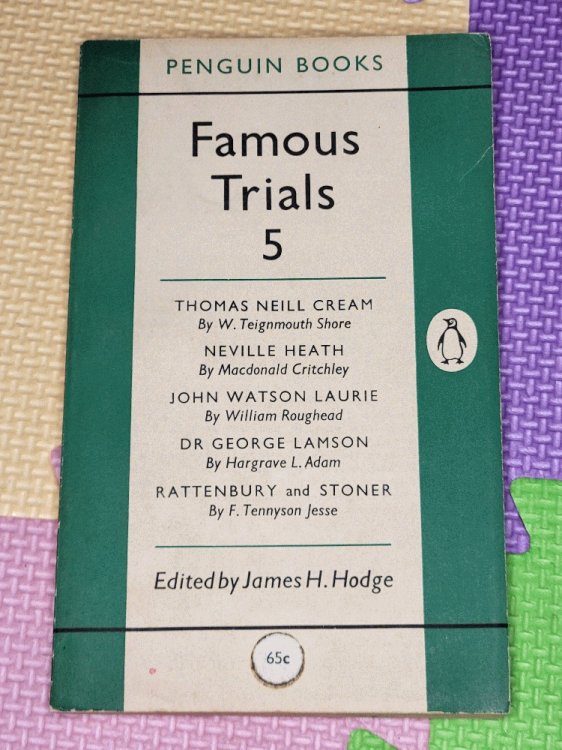 PENGUIN BOOKS
Famous
Trials
5
THOMAS NEILL CREAM
By W. Teignmouth Shore
NEVILLE HEATH
By Macdonald Critchley
JOHN WATSON LAURIE
By William Roughead
DR GEORGE LAMSON
By Hargrave L. Adam
RATTENBURY and STONER
By F. Tennyson Jesse
Edited by James H. Hodge
65c